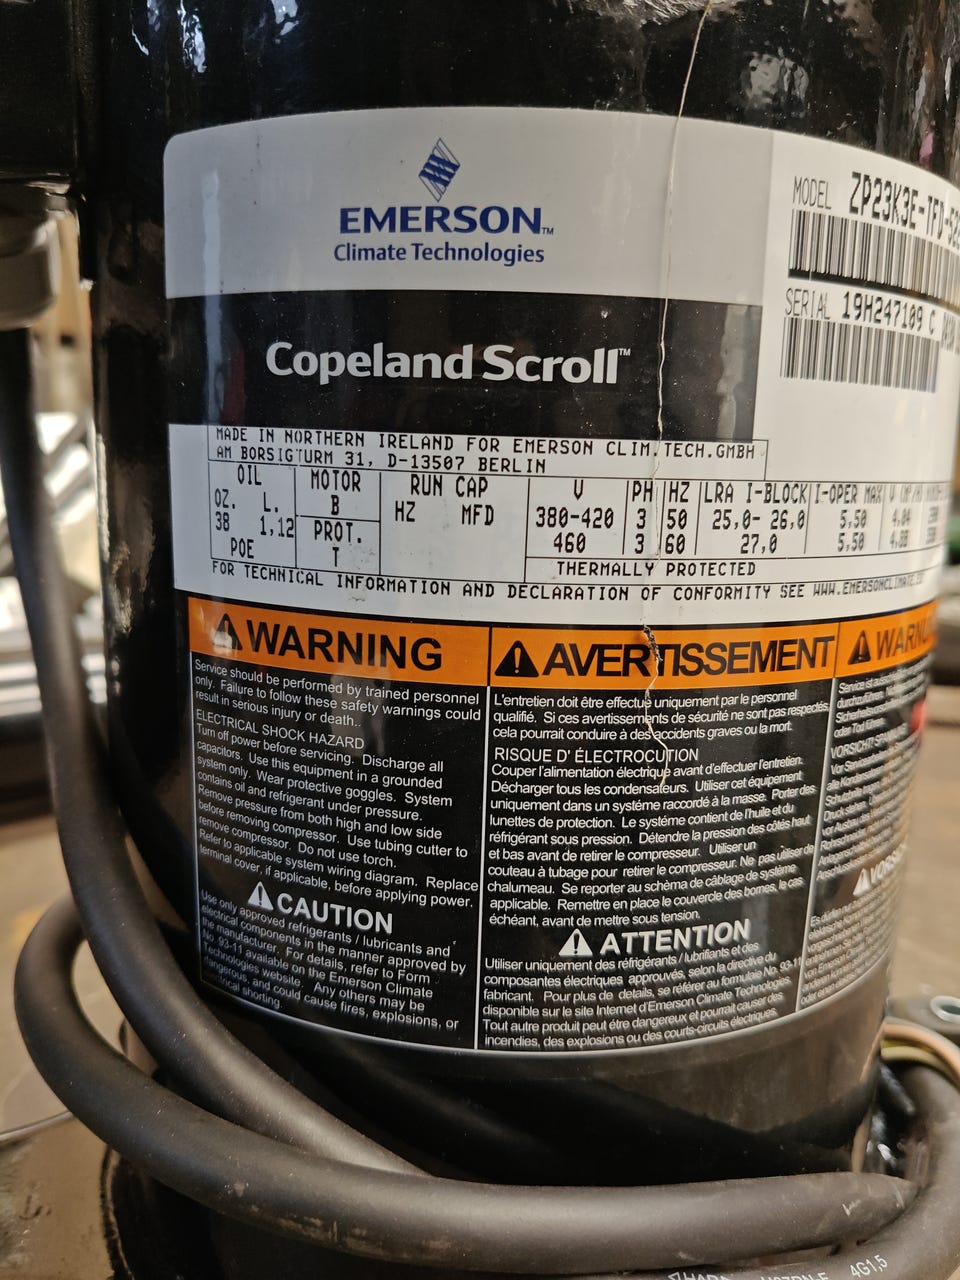 EMERSON™
Climate Technologies
Copeland Scroll™
MODEL ZP23K3E-TFD-52
SERIAL 19H247109 C
MADE IN NORTHERN IRELAND FOR EMERSON CLIM.TECH.GMBH
AM BORSIGTURM 31, D-13507 BERLIN
OIL MOTOR RUN CAP V PH HZ LRA I-BLOCK I-OPER MAX
OZ. L. B HZ MFD 380-420 3 50 25,0- 26,0 5,50
38 1,12 PROT. 460 3 60 27,0 5,50
POE T THERMALLY PROTECTED
FOR TECHNICAL INFORMATION AND DECLARATION OF CONFORMITY SEE WWW.EMERSONCLIMATE.
WARNING
Service should be performed by trained personnel
only. Failure to follow these safety warnings could
result in serious injury or death..
ELECTRICAL SHOCK HAZARD
Turn off power before servicing. Discharge all
capacitors. Use this equipment in a grounded
system only. Wear protective goggles. System
contains oil and refrigerant under pressure.
Remove pressure from both high and low side
before removing compressor. Use tubing cutter to
remove compressor. Do not use torch.
Refer to applicable system wiring diagram. Replace
terminal cover, if applicable, before applying power.
CAUTION
Use only approved refrigerants / lubricants and
electrical components in the manner approved by
the manufacturer. For details, refer to Form
No. 93-11 available on the Emerson Climate
Technologies website. Any others may be
dangerous, and could cause fires, explosions, or
electrical shorting.
AVERTISSEMENT
L'entretien doit être effectué uniquement par le personnel
qualifié. Si ces avertissements de sécurité ne sont pas respectés,
cela pourrait conduire à des accidents graves ou la mort.
RISQUE D' ÉLECTROCUTION
Couper l'alimentation électrique avant d'effectuer l'entretien.
Décharger tous les condensateurs. Utiliser cet équipement
uniquement dans un systéme raccordé à la masse. Porter des
lunettes de protection. Le système contient de l'huile et du
réfrigérant sous pression. Détendre la pression des côtés haut
et bas avant de retirer le compresseur. Utiliser un
couteau à tubage pour retirer le compresseur. Ne pas utiliser de
chalumeau. Se reporter au schèma de câblage de système
applicable. Remettre en place le couvercle des bornes, le cas
échéant, avant de mettre sous tension.
ATTENTION
Utiliser uniquement des réfrigérants / lubrifiants et des
composantes électriques approuvés, selon la directive du
fabricant. Pour plus de details, se référer au formulaire No. 93-11
disponible sur le site Internet d'Emerson Climate Technologies.
Tout autre produit peut être dangereux et pourrait causer des
incendies, des explosions ou des courts-circuits électriques.
Service ist
durchzuführen.
oder Tod führen.
VORSICHT!
4G1,5